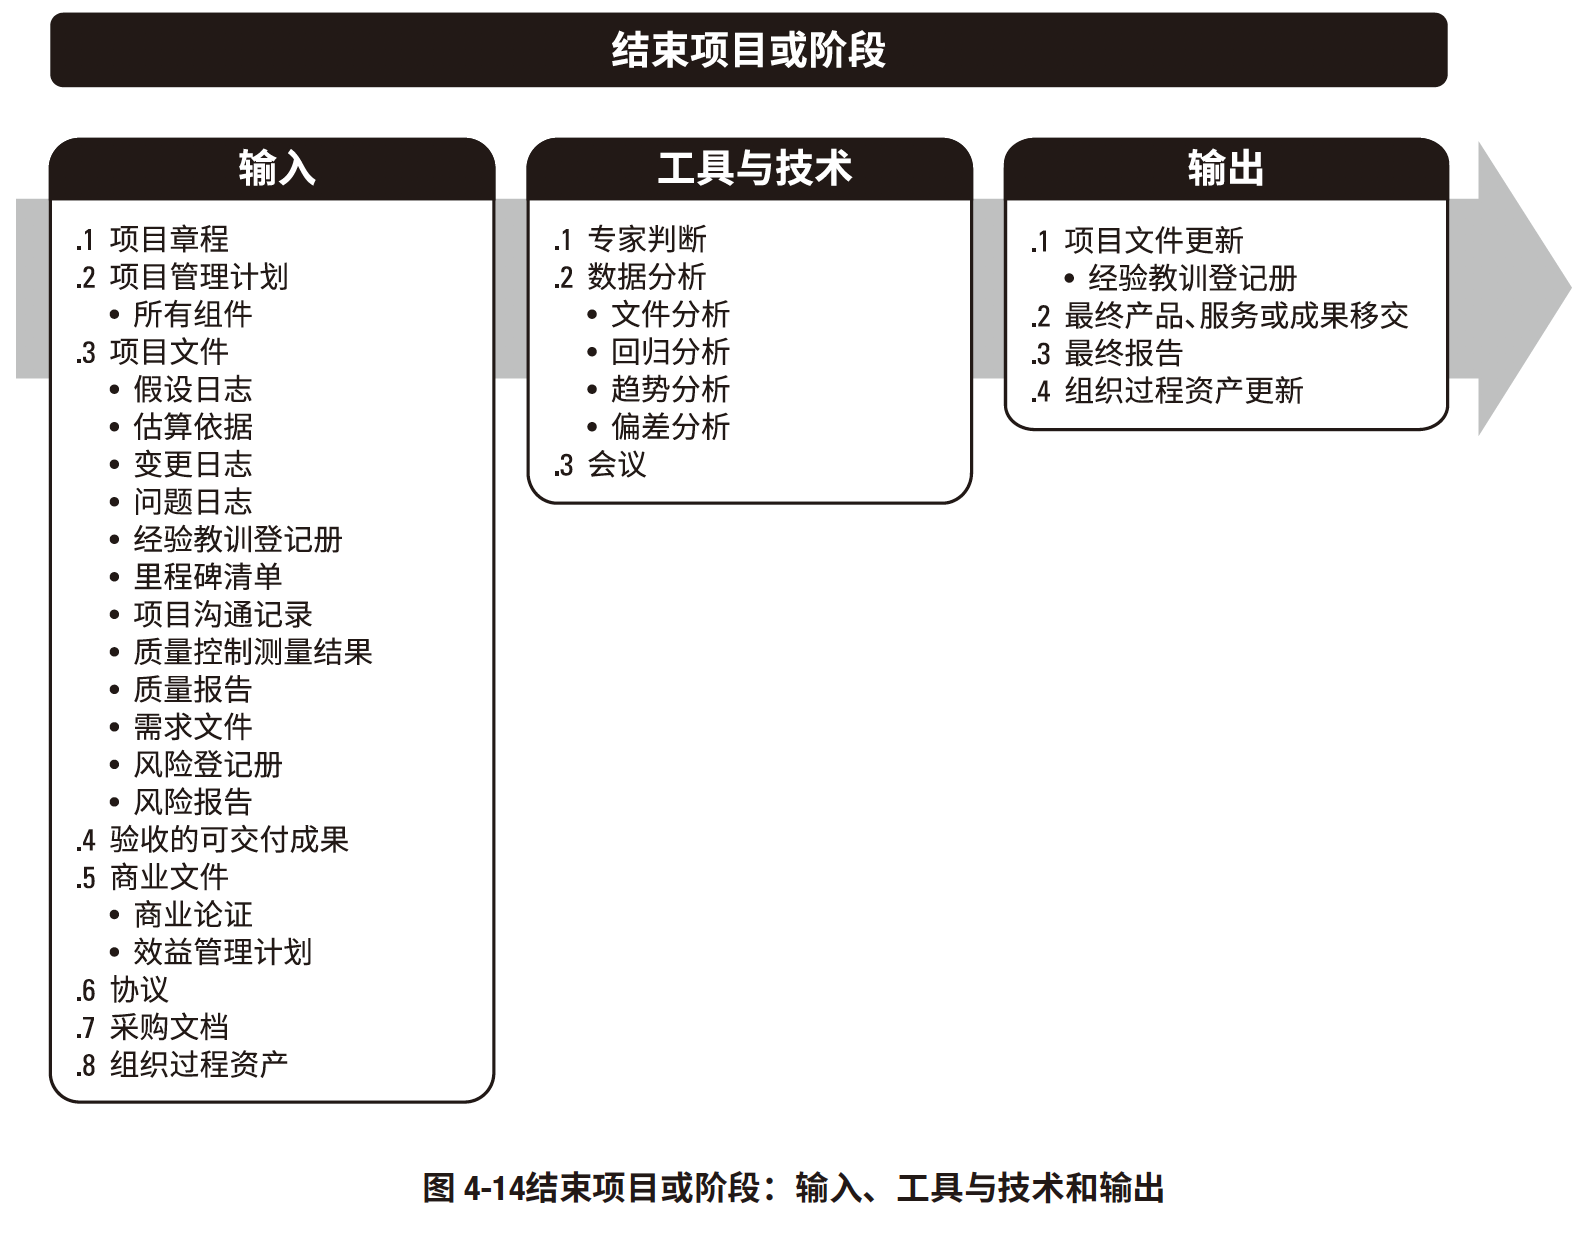 结束项目或阶段
输入
.1 项目章程
.2 项目管理计划
• 所有组件
.3 项目文件
• 假设日志
• 估算依据
• 变更日志
• 问题日志
• 经验教训登记册
• 里程碑清单
• 项目沟通记录
• 质量控制测量结果
• 质量报告
• 需求文件
• 风险登记册
• 风险报告
.4 验收的可交付成果
.5 商业文件
• 商业论证
• 效益管理计划
.6 协议
.7 采购文档
.8 组织过程资产
工具与技术
.1 专家判断
.2 数据分析
• 文件分析
• 回归分析
• 趋势分析
• 偏差分析
.3 会议
输出
.1 项目文件更新
• 经验教训登记册
.2 最终产品、服务或成果移交
.3 最终报告
.4 组织过程资产更新
图 4-14结束项目或阶段：输入、工具与技术和输出